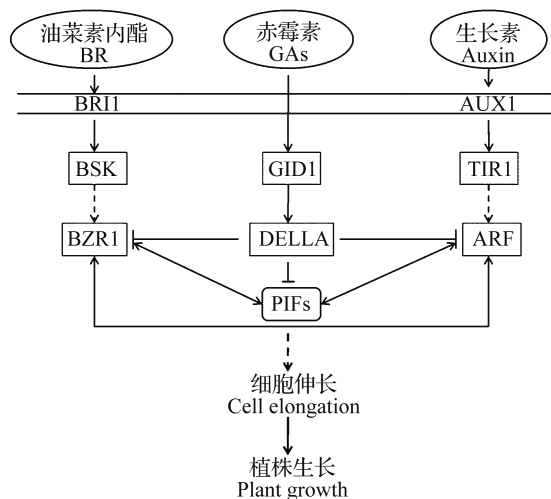 油菜素内酯
BR
赤霉素
GAs
生长素
Auxin
BRI1
AUX1
BSK
GID1
TIR1
BZR1
DELLA
ARF
PIFs
细胞伸长
Cell elongation
植株生长
Plant growth